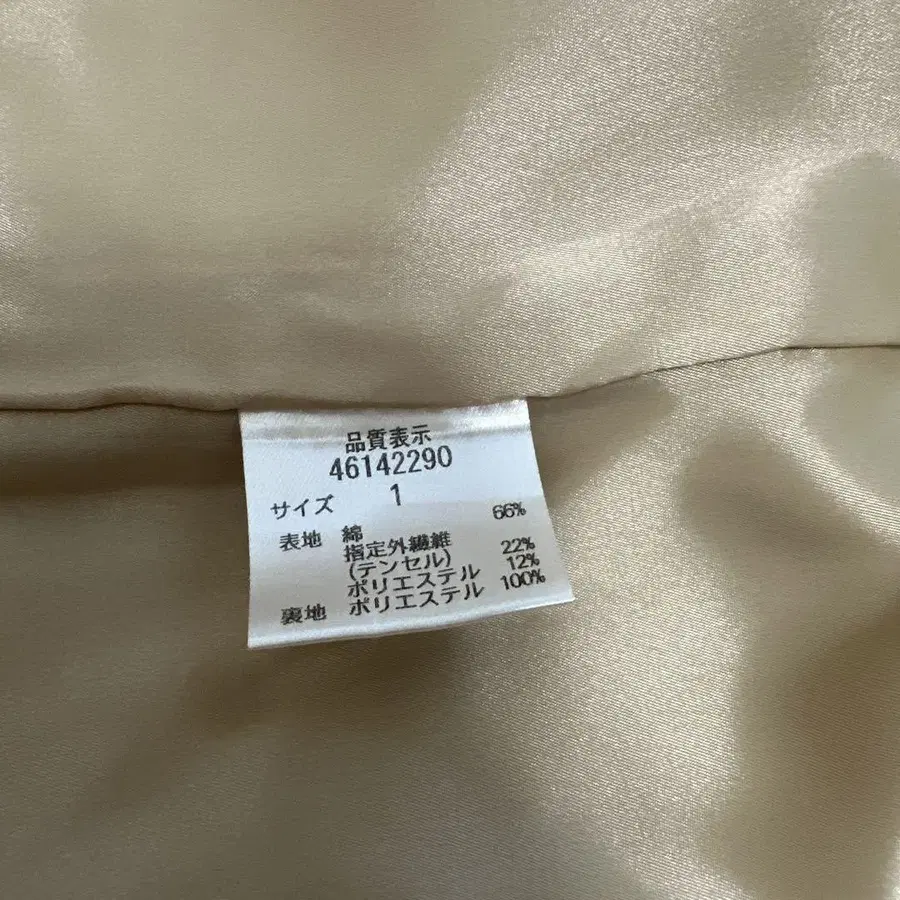 品質表示
46142290
サイズ 1
表地 綿 66%
指定外繊維
(テンセル) 22%
ポリエステル 12%
裏地 ポリエステル 100%